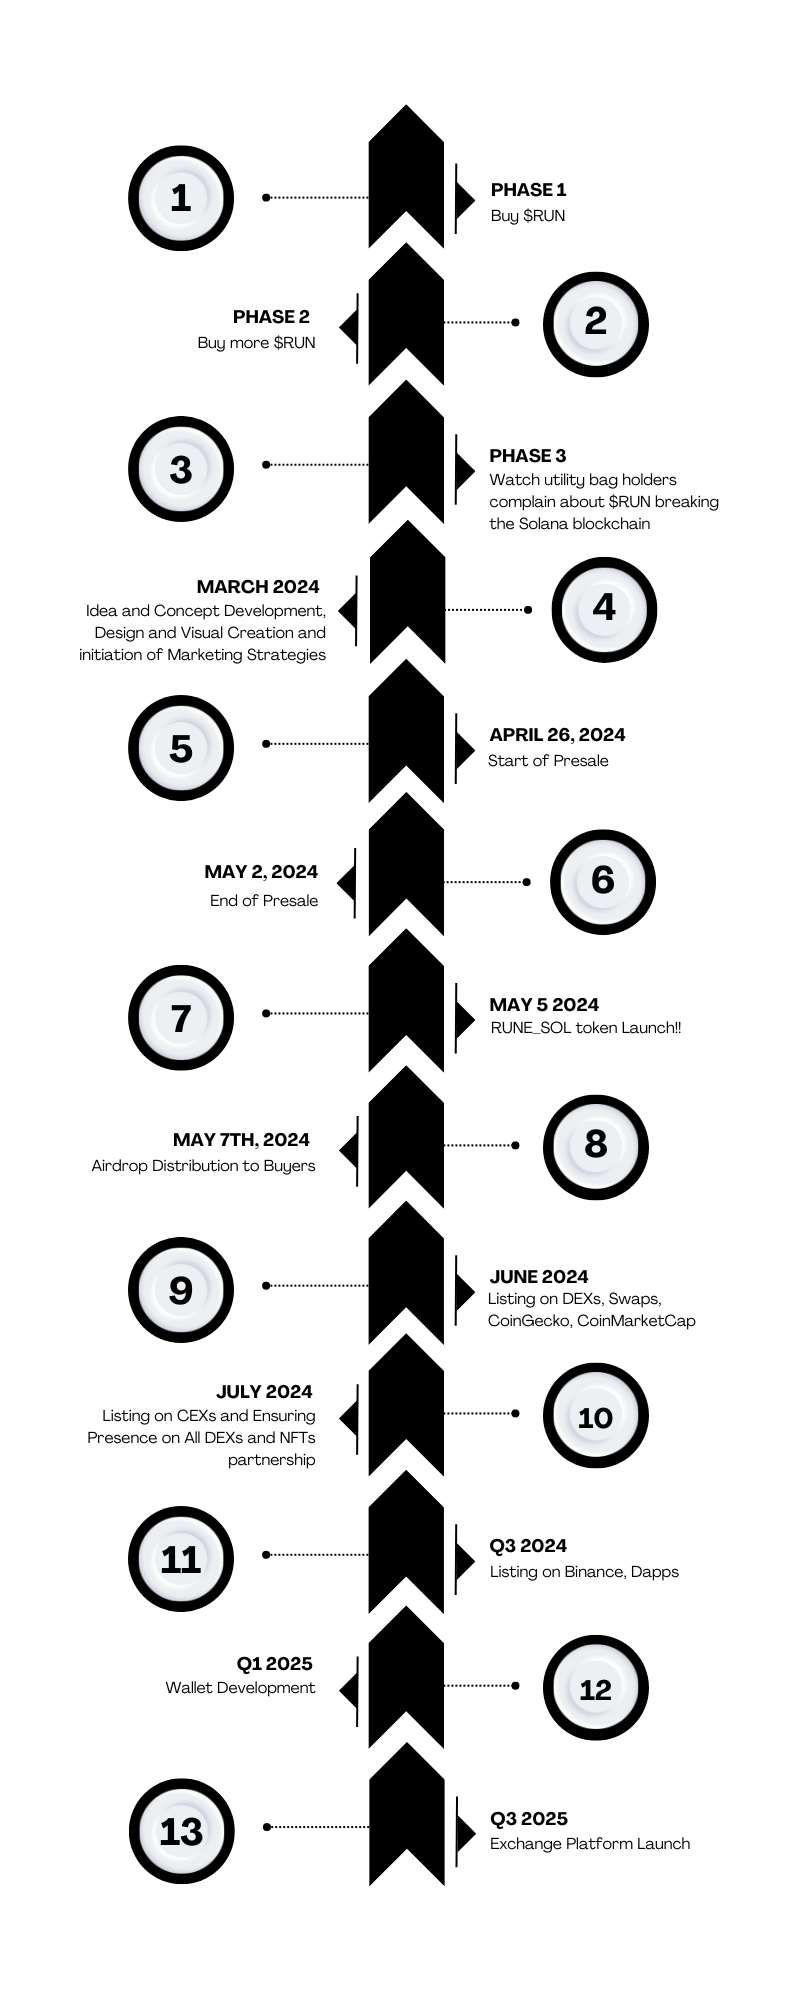 1
PHASE 1
Buy $RUN
PHASE 2
Buy more $RUN
2
3
PHASE 3
Watch utility bag holders
complain about $RUN breaking
the Solana blockchain
MARCH 2024
Idea and Concept Development,
Design and Visual Creation and
initiation of Marketing Strategies
4
5
APRIL 26, 2024
Start of Presale
MAY 2, 2024
End of Presale
6
7
MAY 5 2024
RUNE_SOL token Launch!!
MAY 7TH, 2024
Airdrop Distribution to Buyers
8
9
JUNE 2024
Listing on DEXs, Swaps,
CoinGecko, CoinMarketCap
JULY 2024
Listing on CEXs and Ensuring
Presence on All DEXs and NFTs
partnership
10
11
Q3 2024
Listing on Binance, Dapps
Q1 2025
Wallet Development
12
13
Q3 2025
Exchange Platform Launch